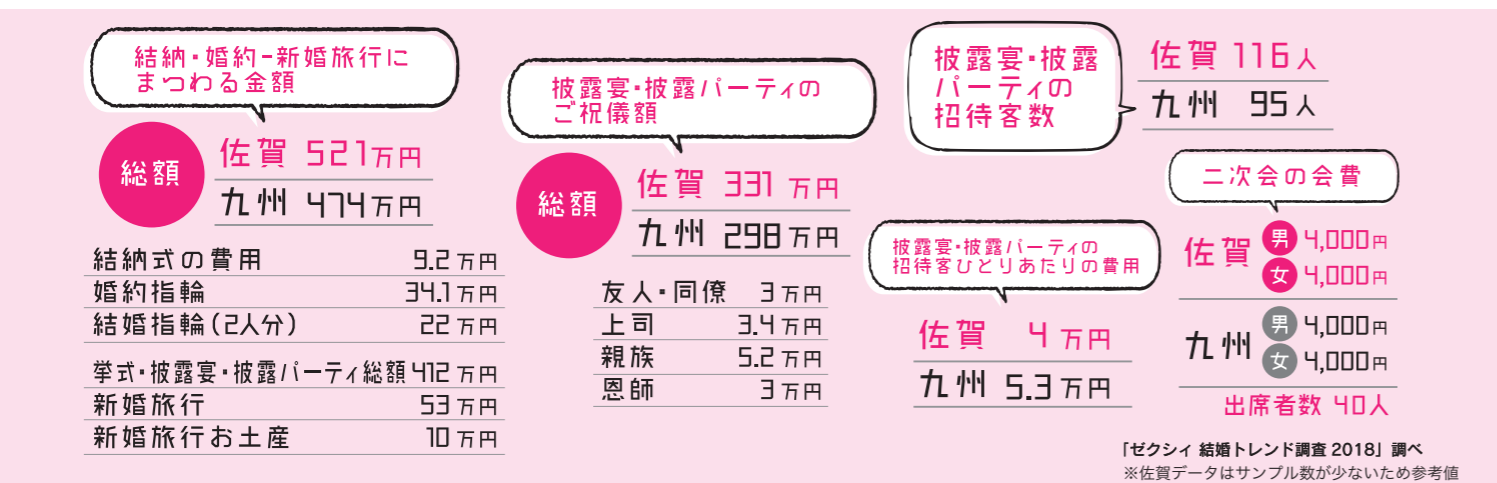 結納・婚約-新婚旅行に
まつわる金額
総額
佐賀 521万円
九州 474万円
結納式の費用 9.2万円
婚約指輪 34.1万円
結婚指輪(2人分) 22万円
挙式・披露宴・披露パーティ総額 412万円
新婚旅行 53万円
新婚旅行お土産 10万円
披露宴・披露パーティの
ご祝儀額
総額
佐賀 331万円
九州 298万円
友人・同僚 3万円
上司 3.4万円
親族 5.2万円
恩師 3万円
披露宴・披露
パーティの
招待客数
佐賀 116人
九州 95人
披露宴・披露パーティの
招待客ひとりあたりの費用
佐賀 4万円
九州 5.3万円
二次会の会費
佐賀 男 4,000円
女 4,000円
九州 男 4,000円
女 4,000円
出席者数 40人
「ゼクシィ 結婚トレンド調査 2018」調べ
※佐賀データはサンプル数が少ないため参考値